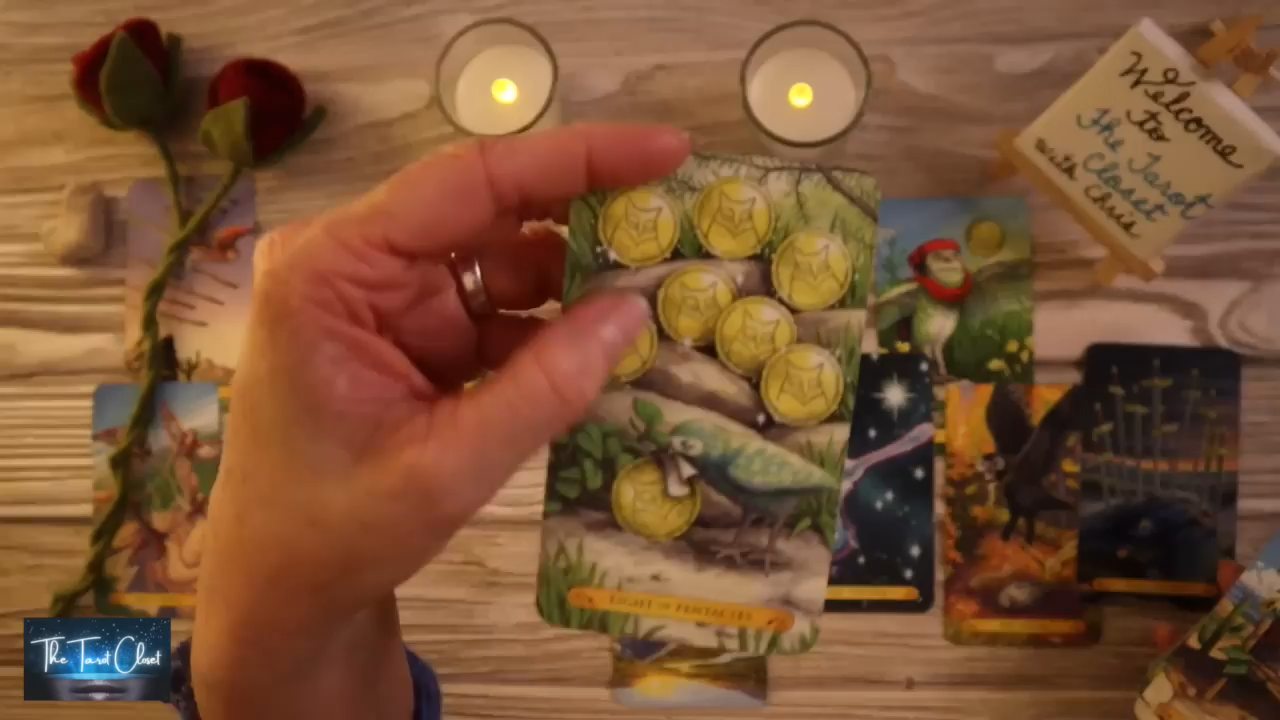 Welcome
to
The Tarot
Closet
with Chris
EIGHT OF PENTACLES
The Tarot Closet